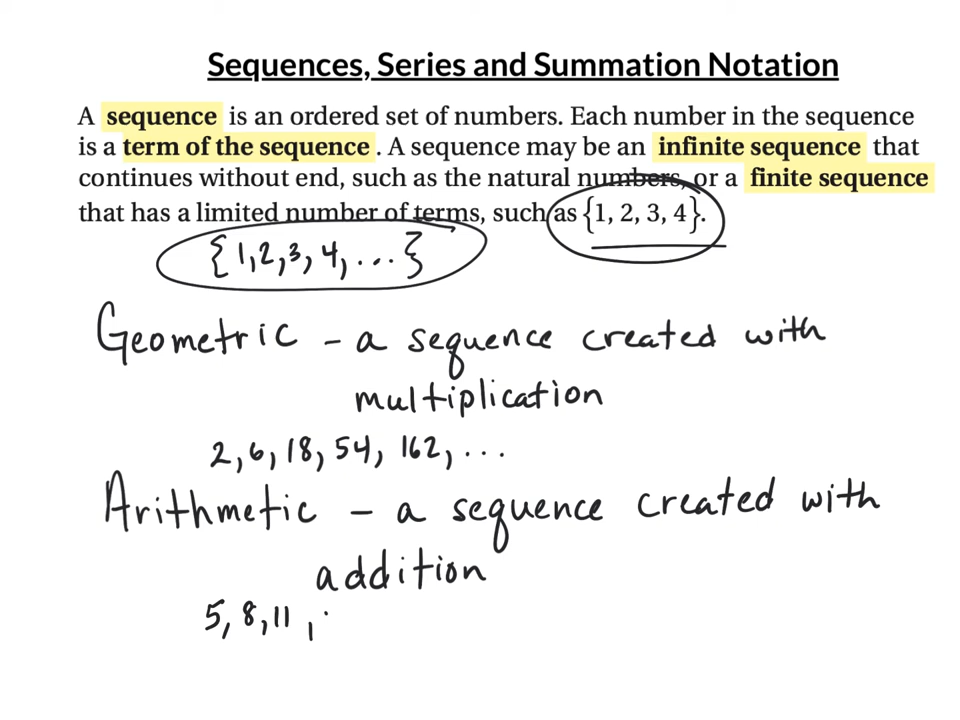 Sequences, Series and Summation Notation
A sequence is an ordered set of numbers. Each number in the sequence
is a term of the sequence. A sequence may be an infinite sequence that
continues without end, such as the natural numbers, or a finite sequence
that has a limited number of terms, such as {1, 2, 3, 4}.
{1, 2, 3, 4, ...}
Geometric - a sequence created with
multiplication
2, 6, 18, 54, 162, ...
Arithmetic - a sequence created with
addition
5, 8, 11,